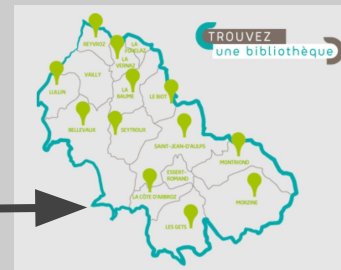 TROUVEZ
une bibliothèque
REYVROZ
LA
FORCLAZ
LA
VERNAZ
LULLIN
VAILLY
LA
BAUME
LE BIOT
BELLEVAUX
SEYTROUX
SAINT-JEAN-D'AULPS
MONTRIOND
ESSERT-
ROMAND
LA CÔTE D'ARBROZ
MORZINE
LES GETS